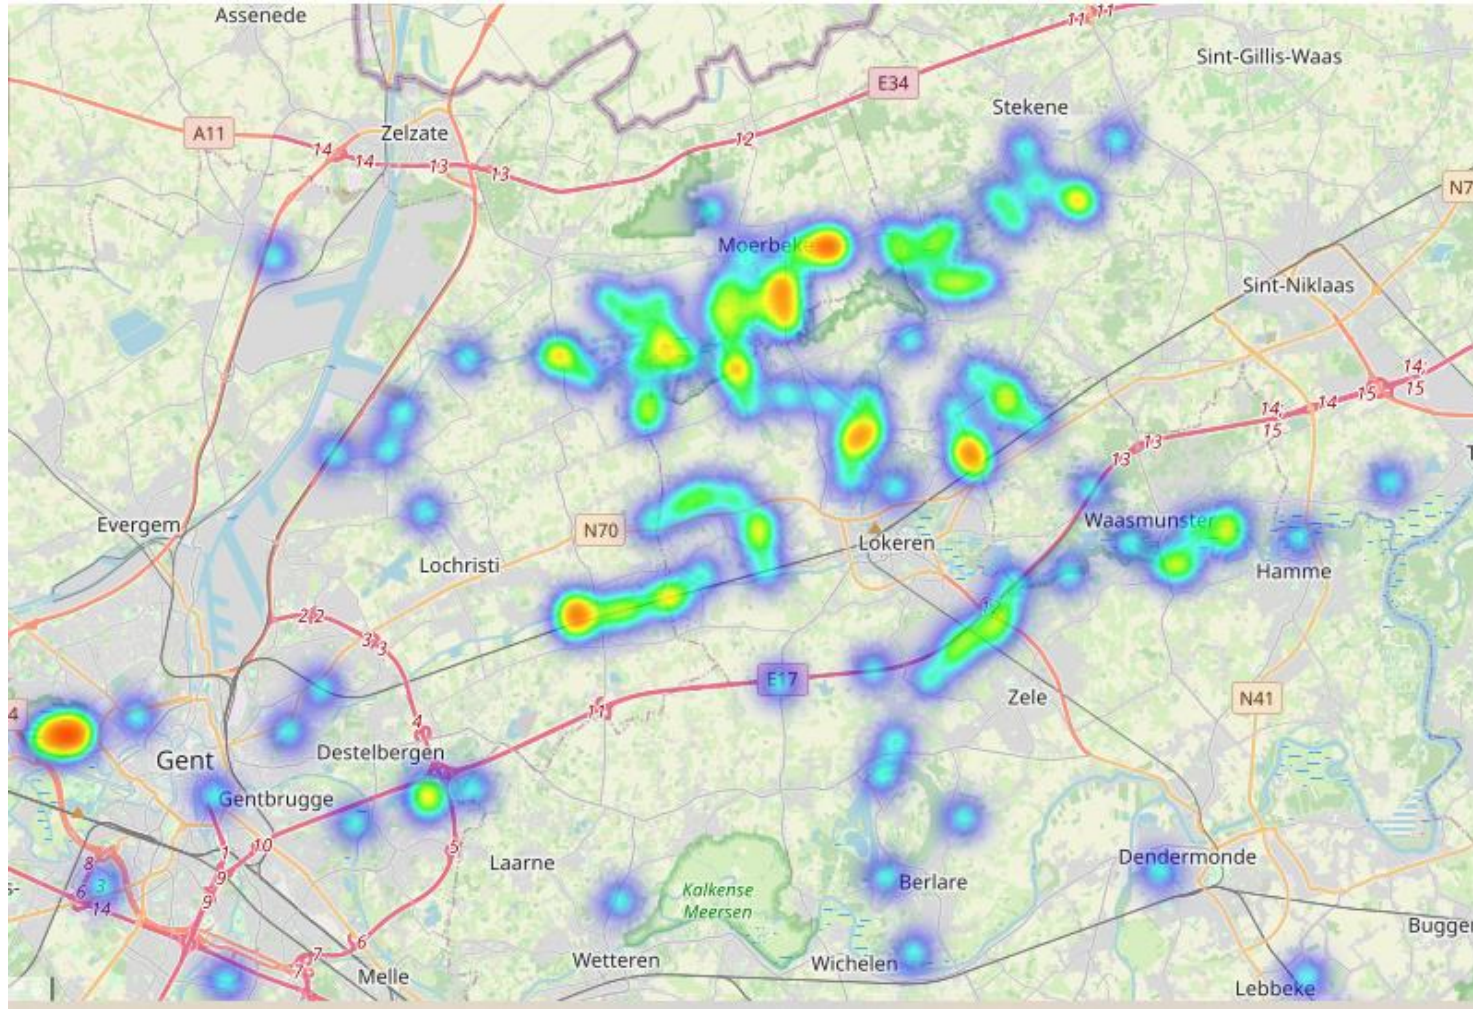 Assenede
11
11
Sint-Gillis-Waas
E34
Stekene
A11
Zelzate
14
14
13
13
12
N7
Moerbeke
Sint-Niklaas
14;
15
15
14
14;
15
13
13
Evergem
N70
Waasmunster
Lokeren
Lochristi
Hamme
2
2
3
3
E17
11
Zele
N41
4
4
Gent
Destelbergen
Gentbrugge
10
1
5
8
9
9
Laarne
Dendermonde
3
6
14
s-
Kalkense
Meersen
Berlare
Bugger
6
7
7
Melle
Wetteren
Wichelen
Lebbeke